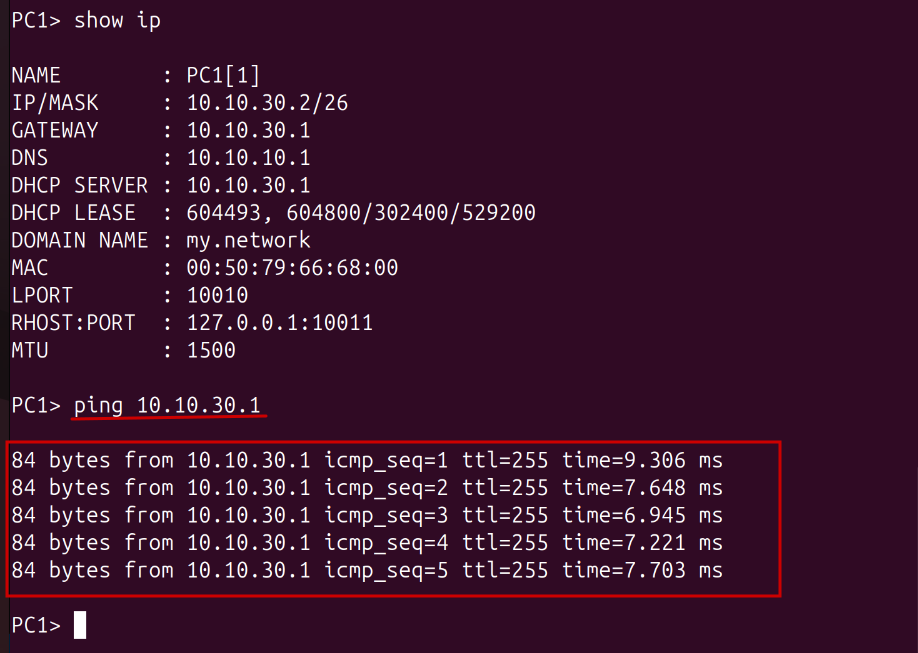 PC1> show ip
NAME : PC1[1]
IP/MASK : 10.10.30.2/26
GATEWAY : 10.10.30.1
DNS : 10.10.10.1
DHCP SERVER : 10.10.30.1
DHCP LEASE : 604493, 604800/302400/529200
DOMAIN NAME : my.network
MAC : 00:50:79:66:68:00
LPORT : 10010
RHOST:PORT : 127.0.0.1:10011
MTU : 1500
PC1> ping 10.10.30.1
84 bytes from 10.10.30.1 icmp_seq=1 ttl=255 time=9.306 ms
84 bytes from 10.10.30.1 icmp_seq=2 ttl=255 time=7.648 ms
84 bytes from 10.10.30.1 icmp_seq=3 ttl=255 time=6.945 ms
84 bytes from 10.10.30.1 icmp_seq=4 ttl=255 time=7.221 ms
84 bytes from 10.10.30.1 icmp_seq=5 ttl=255 time=7.703 ms
PC1>